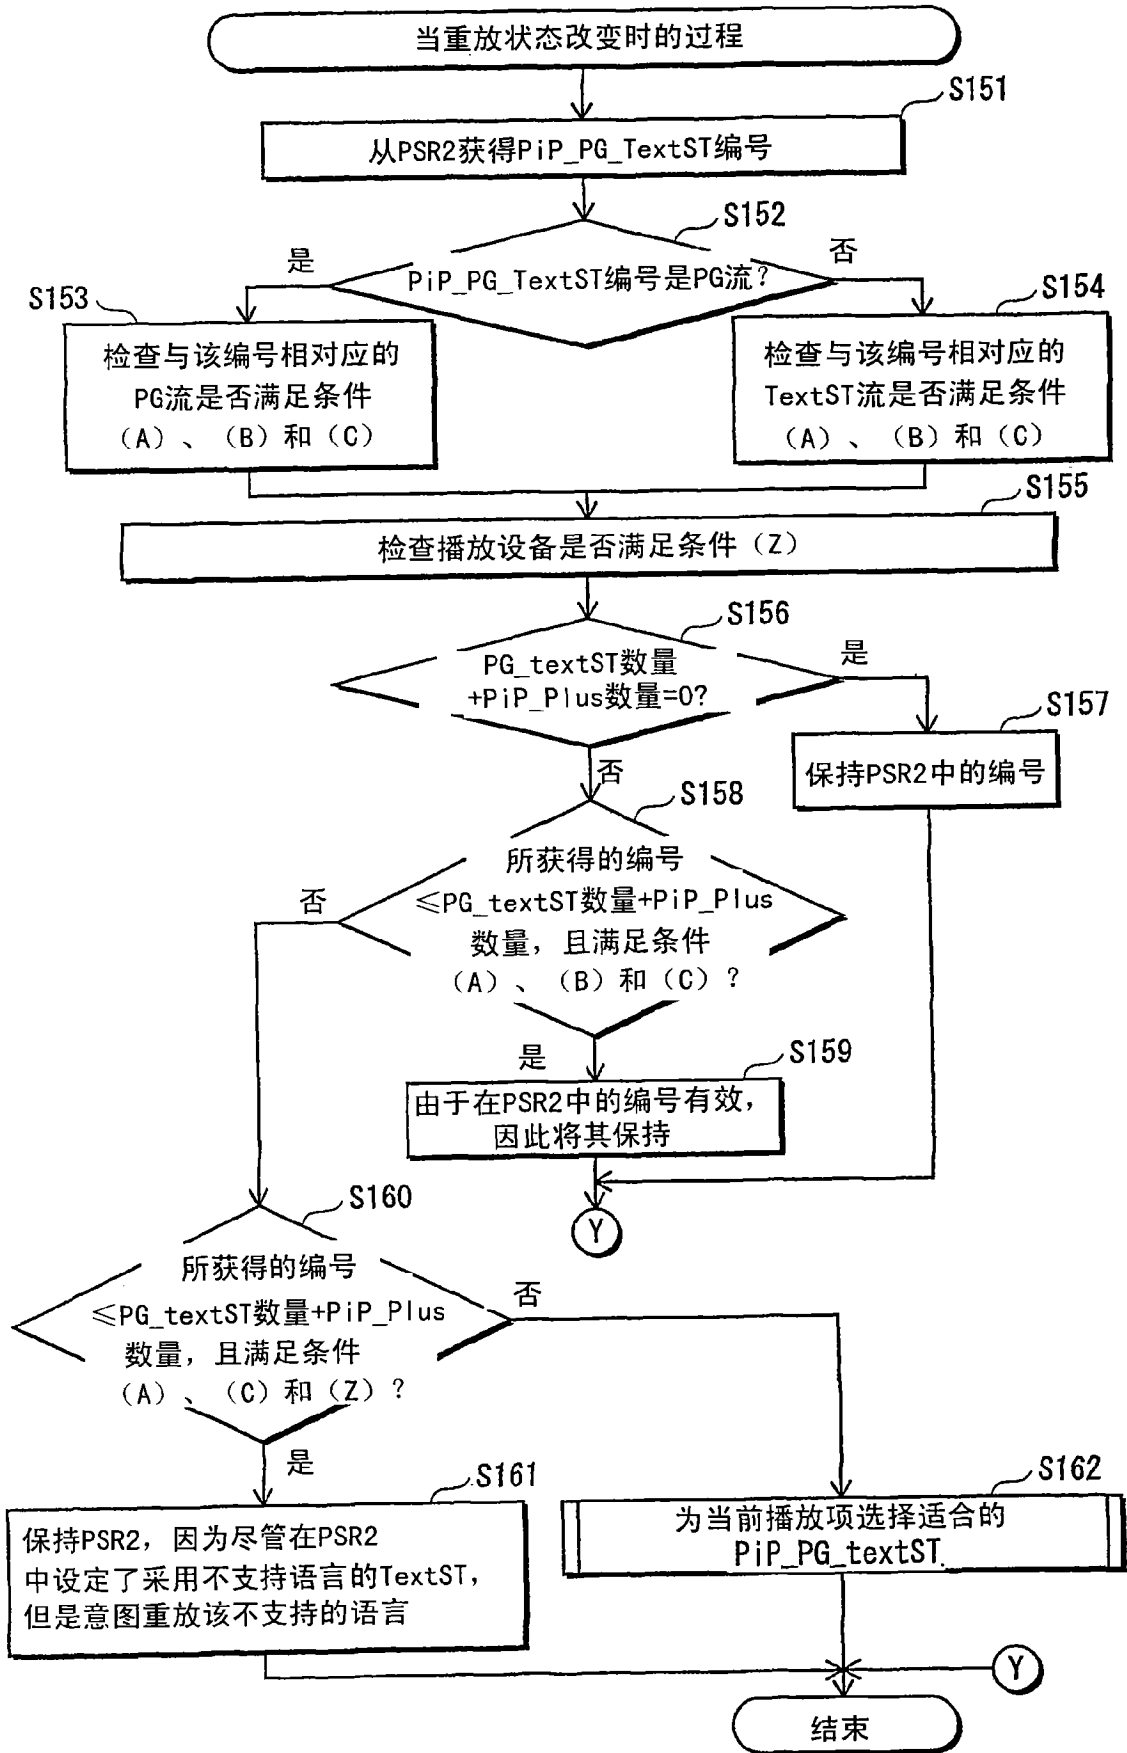 当重放状态改变时的过程
S151
从PSR2获得PiP_PG_TextST编号
S152
是
否
PiP_PG_TextST编号是PG流?
S153
S154
检查与该编号相对应的
PG流是否满足条件
（A）、（B）和（C）
检查与该编号相对应的
TextST流是否满足条件
（A）、（B）和（C）
S155
检查播放设备是否满足条件（Z）
S156
PG_textST数量
+PiP_Plus数量=0?
是
S157
保持PSR2中的编号
否
S158
所获得的编号
≤PG_textST数量+PiP_Plus
数量，且满足条件
（A）、（B）和（C）?
否
是
S159
由于在PSR2中的编号有效，
因此将其保持
Y
S160
所获得的编号
≤PG_textST数量+PiP_Plus
数量，且满足条件
（A）、（C）和（Z）?
否
是
S161
保持PSR2，因为尽管在PSR2
中设定了采用不支持语言的TextST，
但是意图重放该不支持的语言
S162
为当前播放项选择适合的
PiP_PG_textST
Y
结束